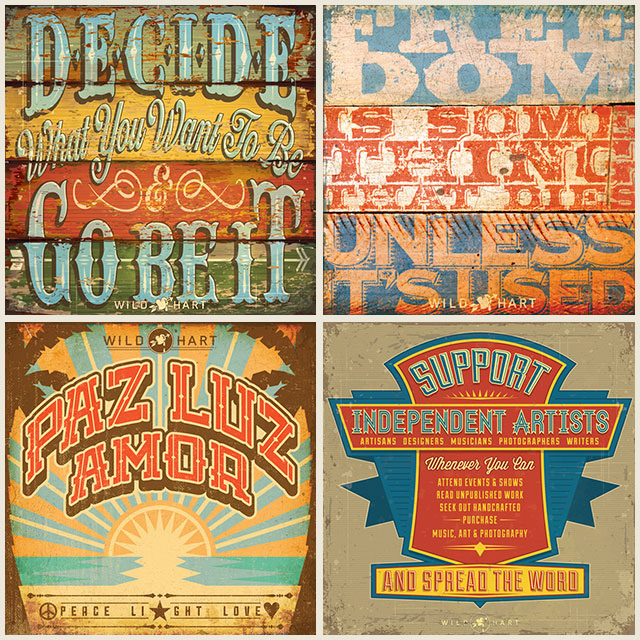 DECIDE
What You Want To Be
&
GO BE IT
WILD HART
FREE
DOM
IS SOME
THING
THAT DIES
UNLESS
IT'S USED
WILD HART
WILD HART
PAZ LUZ
AMOR
PEACE LIGHT LOVE
SUPPORT
INDEPENDENT ARTISTS
ARTISANS DESIGNERS MUSICIANS PHOTOGRAPHERS WRITERS
Whenever You Can
ATTEND EVENTS & SHOWS
READ UNPUBLISHED WORK
SEEK OUT HANDCRAFTED
PURCHASE
MUSIC, ART & PHOTOGRAPHY
AND SPREAD THE WORD
WILD HART